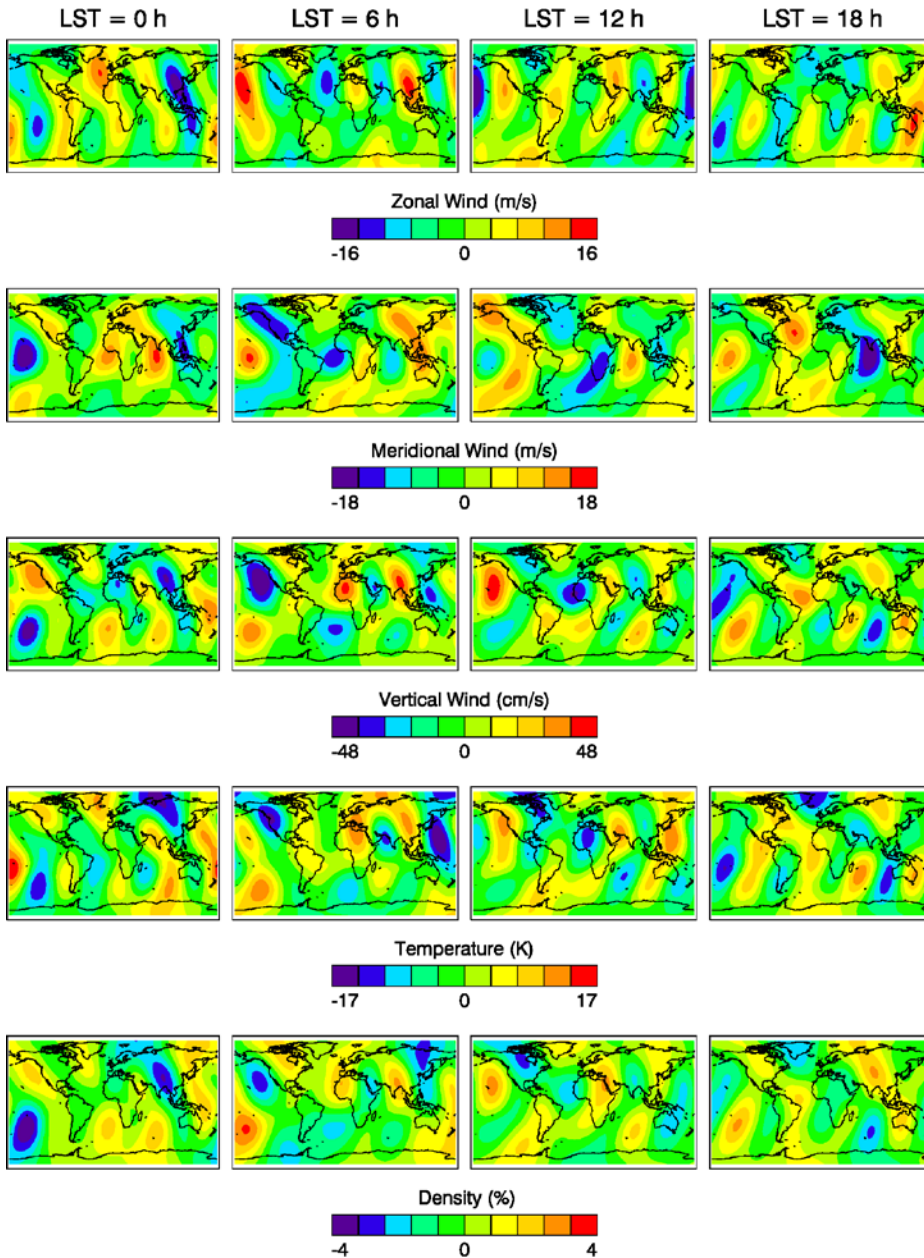 LST = 0 h LST = 6 h LST = 12 h LST = 18 h
Zonal Wind (m/s)
-16 0 16
Meridional Wind (m/s)
-18 0 18
Vertical Wind (cm/s)
-48 0 48
Temperature (K)
-17 0 17
Density (%)
-4 0 4